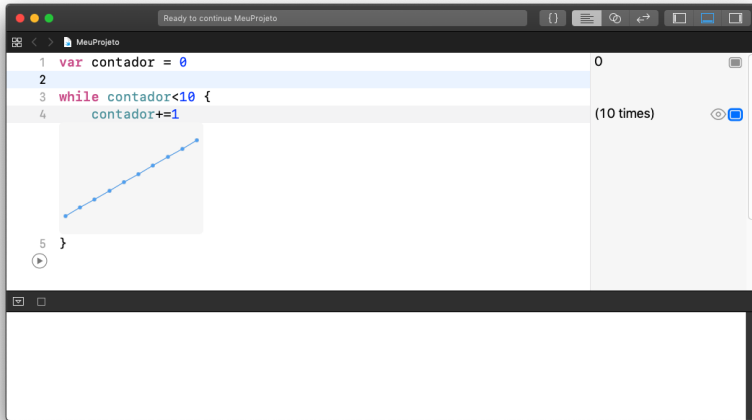 Ready to continue MeuProjeto
{ }
MeuProjeto
1 var contador = 0
0
2
3 while contador<10 {
4 contador+=1
(10 times)
5 }